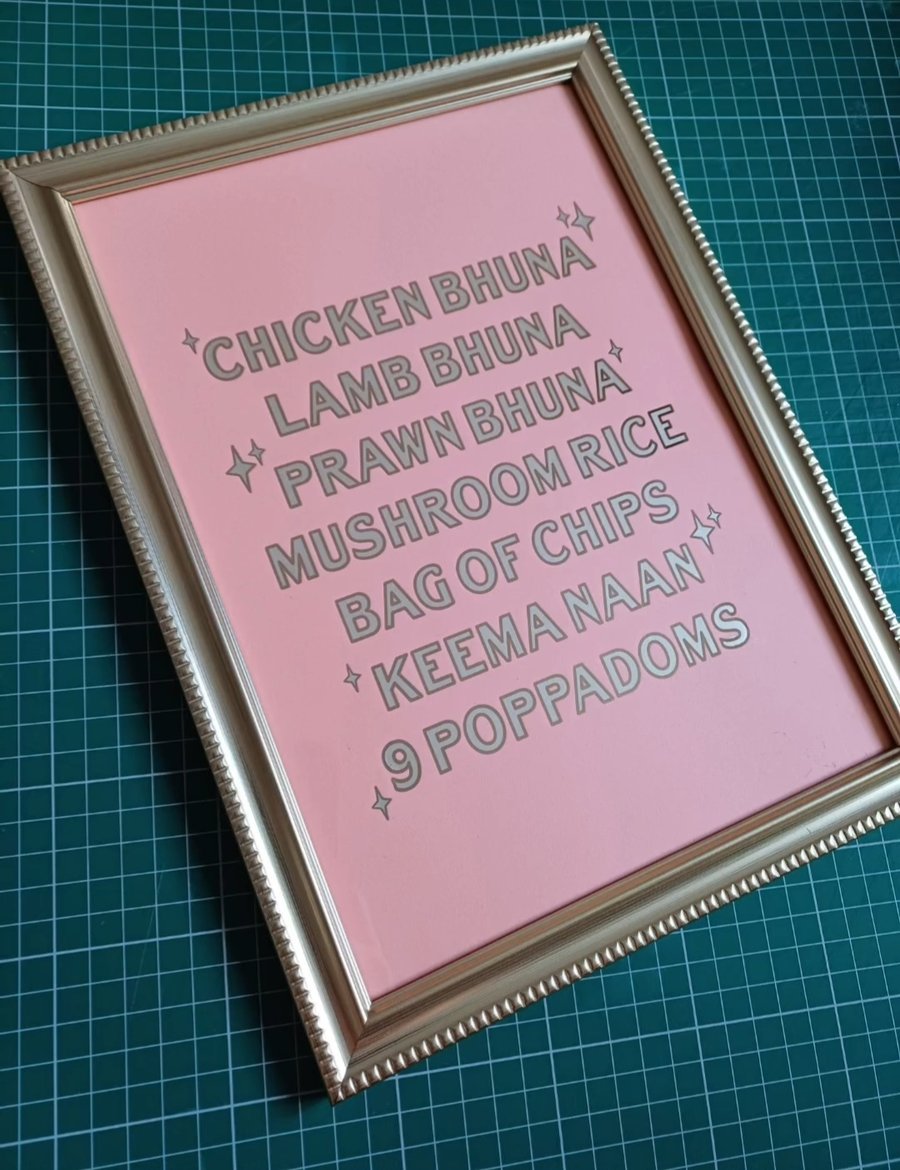 CHICKEN BHUNA
LAMB BHUNA
PRAWN BHUNA
MUSHROOM RICE
BAG OF CHIPS
KEEMA NAAN
9 POPPADOMS